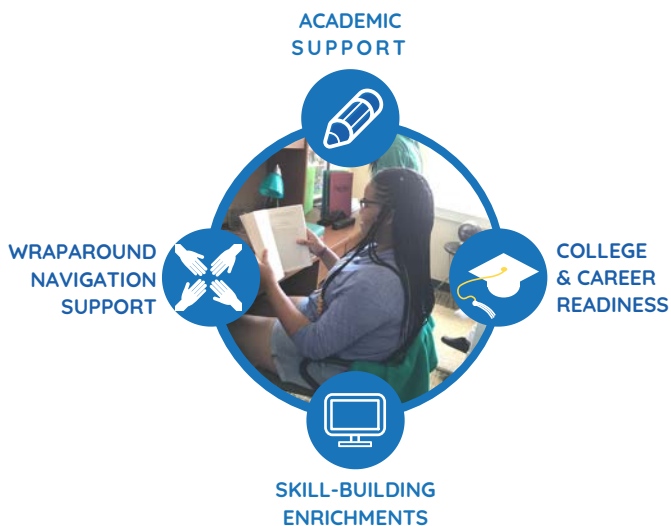 ACADEMIC
SUPPORT
WRAPAROUND
NAVIGATION
SUPPORT
COLLEGE
& CAREER
READINESS
SKILL-BUILDING
ENRICHMENTS